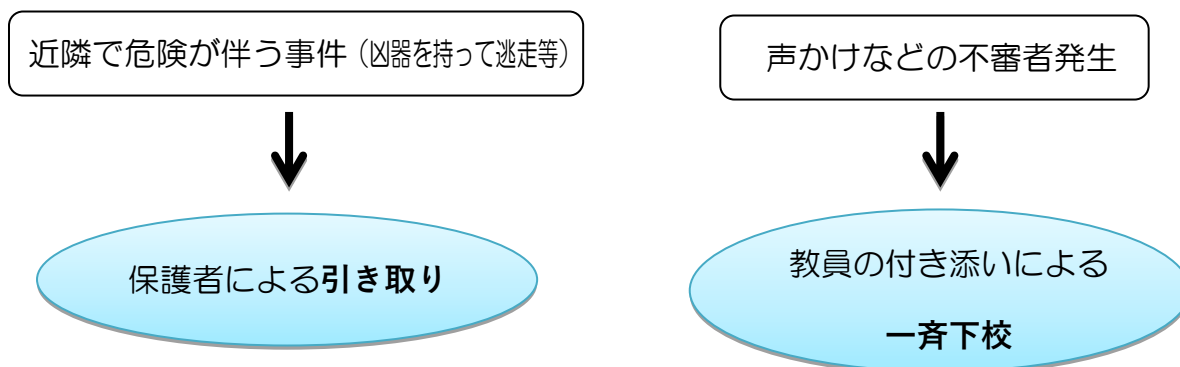 近隣で危険が伴う事件（凶器を持って逃走等）
声かけなどの不審者発生
保護者による引き取り
教員の付き添いによる
一斉下校